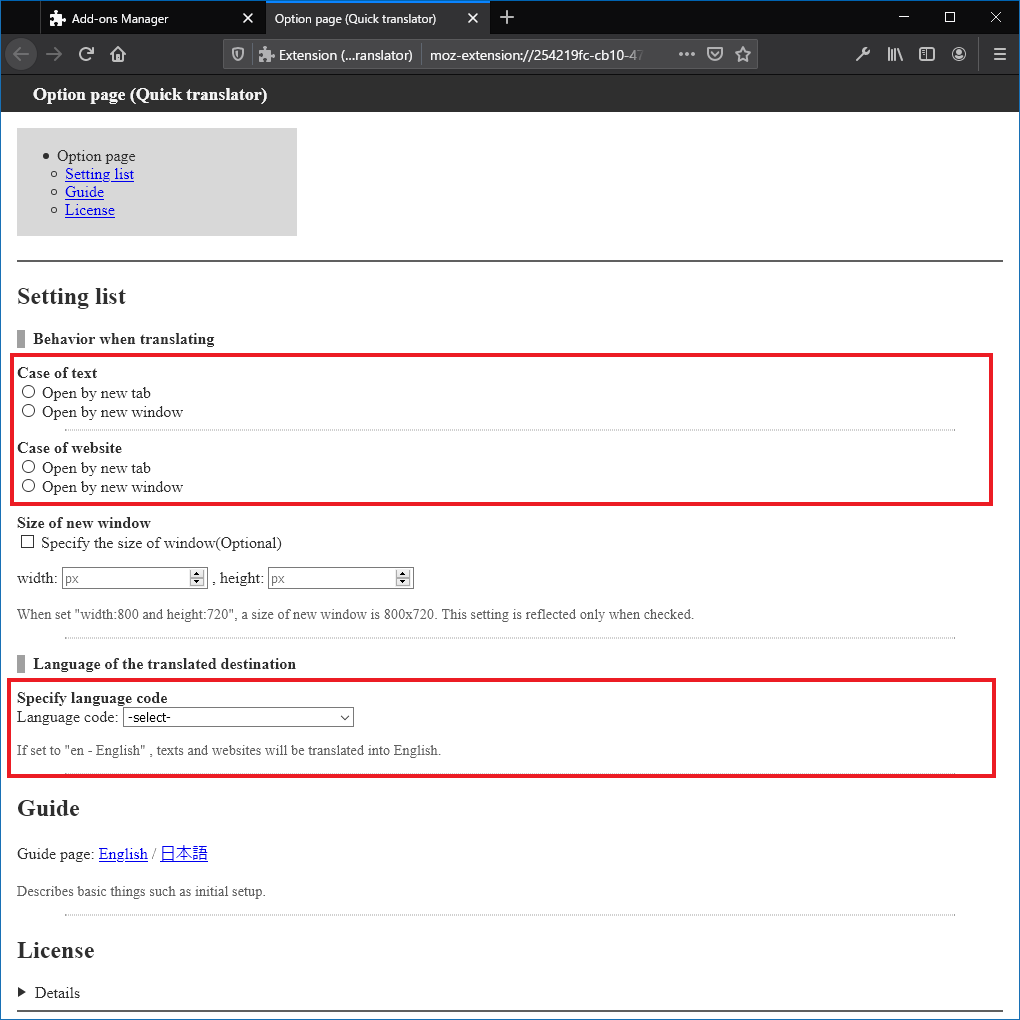 Add-ons Manager
Option page (Quick translator)
Extension (...ranslator)
moz-extension://254219fc-cb10-47
Option page (Quick translator)
Option page
Setting list
Guide
License
Setting list
Behavior when translating
Case of text
Open by new tab
Open by new window
Case of website
Open by new tab
Open by new window
Size of new window
Specify the size of window(Optional)
width: px , height: px
When set "width:800 and height:720", a size of new window is 800x720. This setting is reflected only when checked.
Language of the translated destination
Specify language code
Language code: -select-
If set to "en - English" , texts and websites will be translated into English.
Guide
Guide page: English / 日本語
Describes basic things such as initial setup.
License
Details